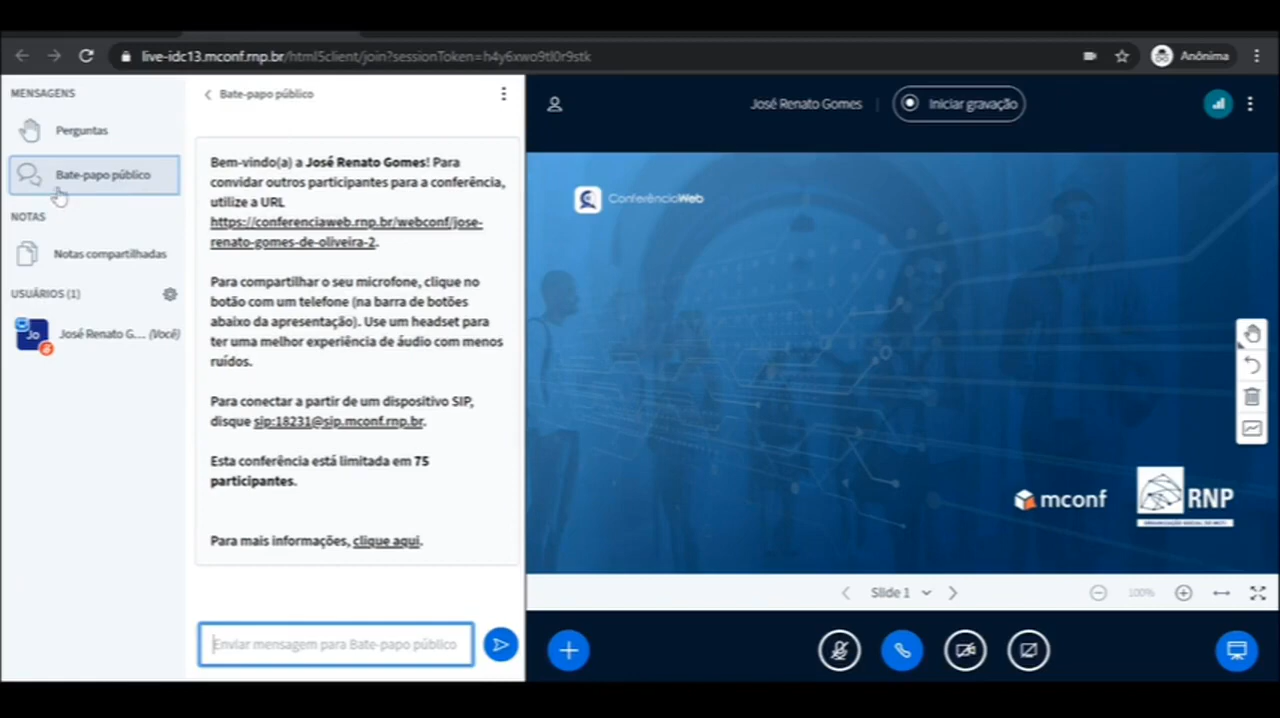 live-idc13.mconf.rnp.br/html5client/join?sessionToken=h4y6xwo9tl0r9stk
Anônima
MENSAGENS
Perguntas
Bate-papo público
NOTAS
Notas compartilhadas
USUÁRIOS (1)
Jo
José Renato G... (Você)
Bate-papo público
Bem-vindo(a) a José Renato Gomes! Para
convidar outros participantes para a conferência,
utilize a URL
https://conferenciaweb.rnp.br/webconf/jose-
renato-gomes-de-oliveira-2.
Para compartilhar o seu microfone, clique no
botão com um telefone (na barra de botões
abaixo da apresentação). Use um headset para
ter uma melhor experiência de áudio com menos
ruídos.
Para conectar a partir de um dispositivo SIP,
disque sip:18231@sip.mconf.rnp.br.
Esta conferência está limitada em 75
participantes.
Para mais informações, clique aqui.
Enviar mensagem para Bate-papo público
José Renato Gomes
Iniciar gravação
ConferênciaWeb
mconf
RNP
ORGANIZAÇÃO SOCIAL DO MCTI
Slide 1
100%